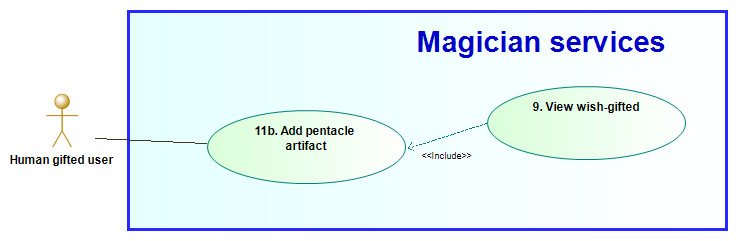 Magician services
9. View wish-gifted
11b. Add pentacle
artifact
<<Include>>
Human gifted user